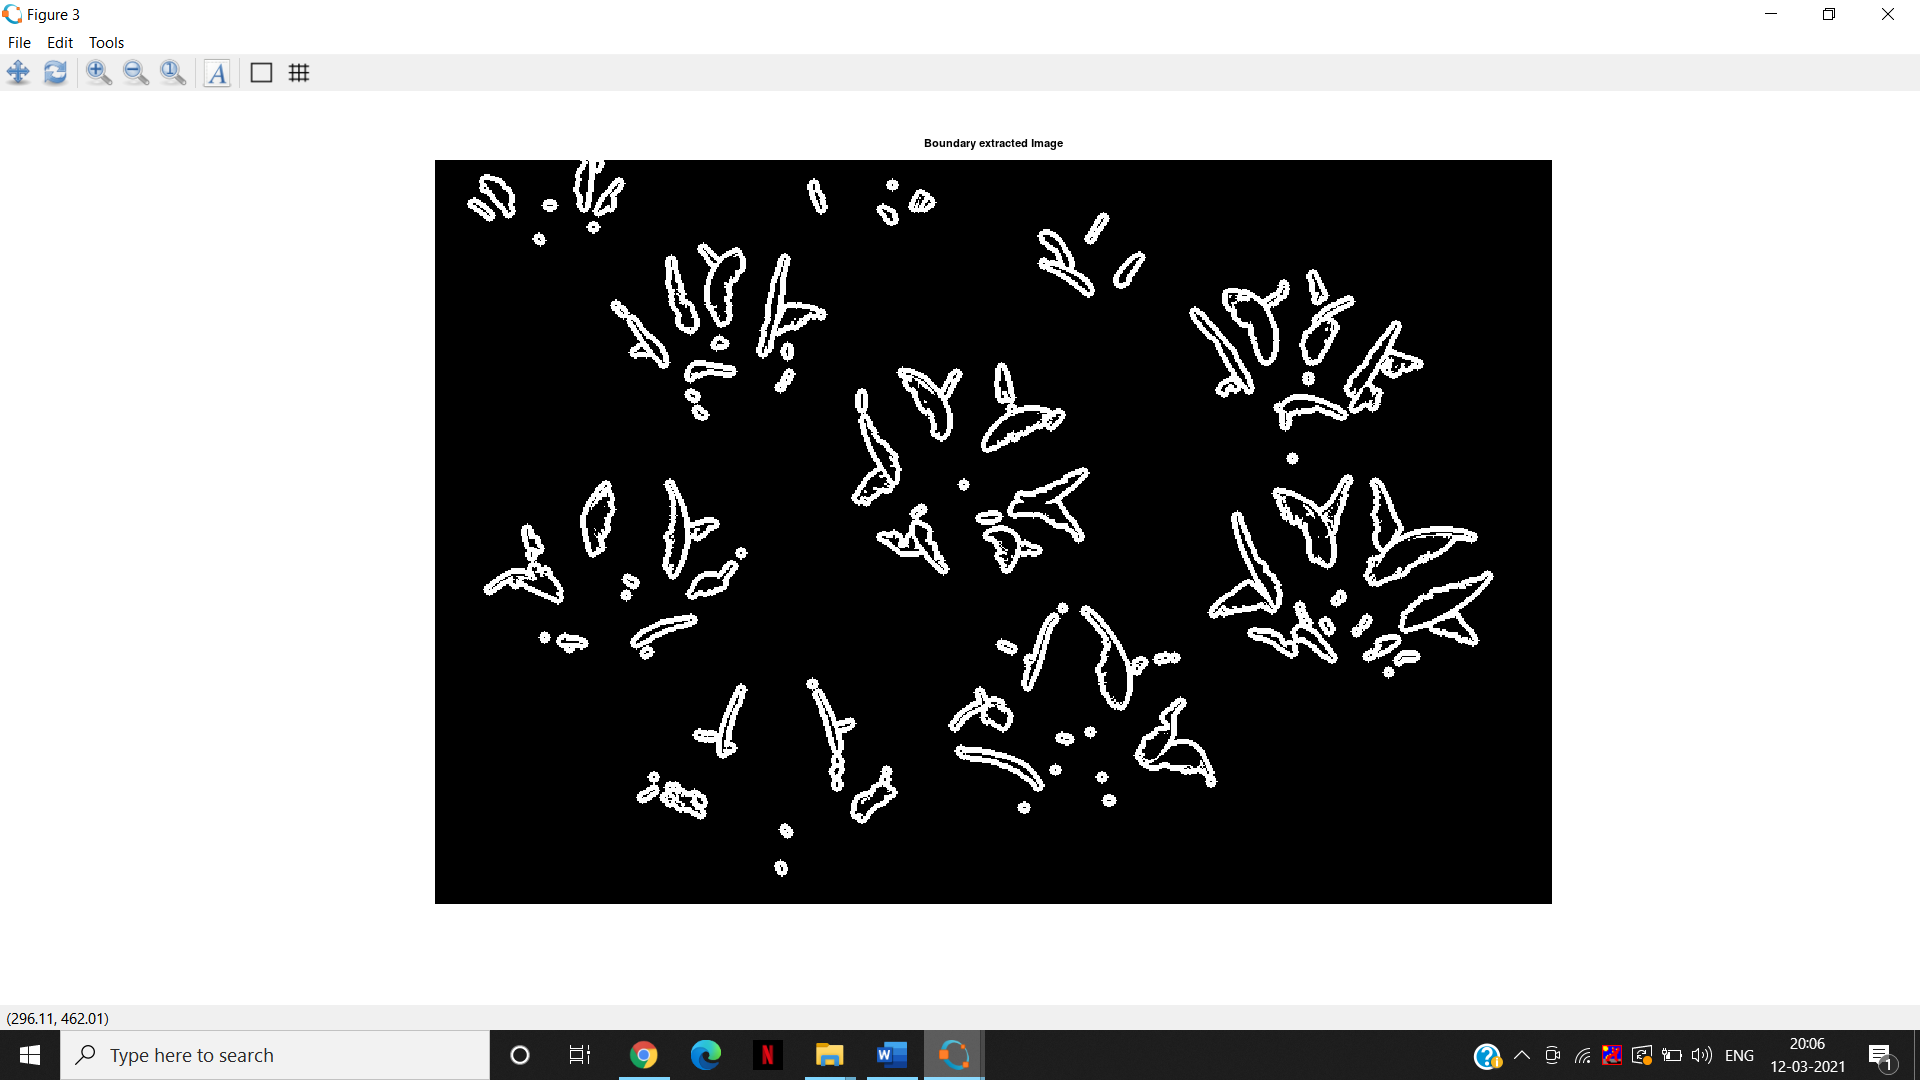 Figure 3
File Edit Tools
A
Boundary extracted Image
(296.11, 462.01)
Type here to search
N
W
ENG
20:06
12-03-2021
1